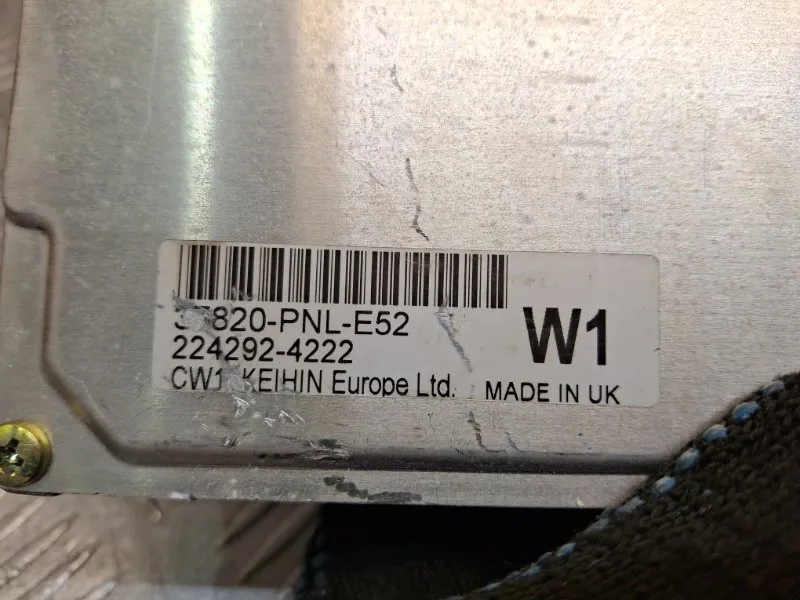 37820-PNL-E52
224292-4222
CW1 KEIHIN Europe Ltd.
W1
MADE IN UK